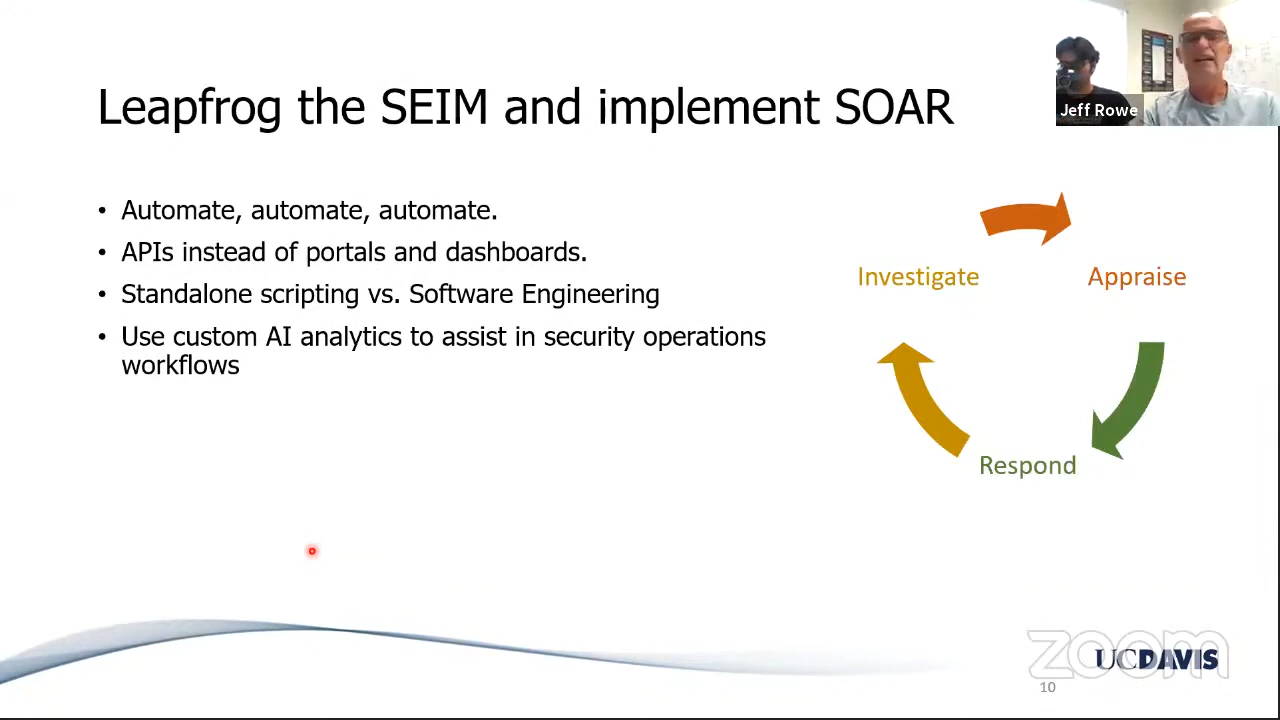 Leapfrog the SEIM and implement SOAR
Jeff Rowe
• Automate, automate, automate.
• APIs instead of portals and dashboards.
• Standalone scripting vs. Software Engineering
• Use custom AI analytics to assist in security operations
workflows
Investigate
Appraise
Respond
zoom
UCDAVIS
10